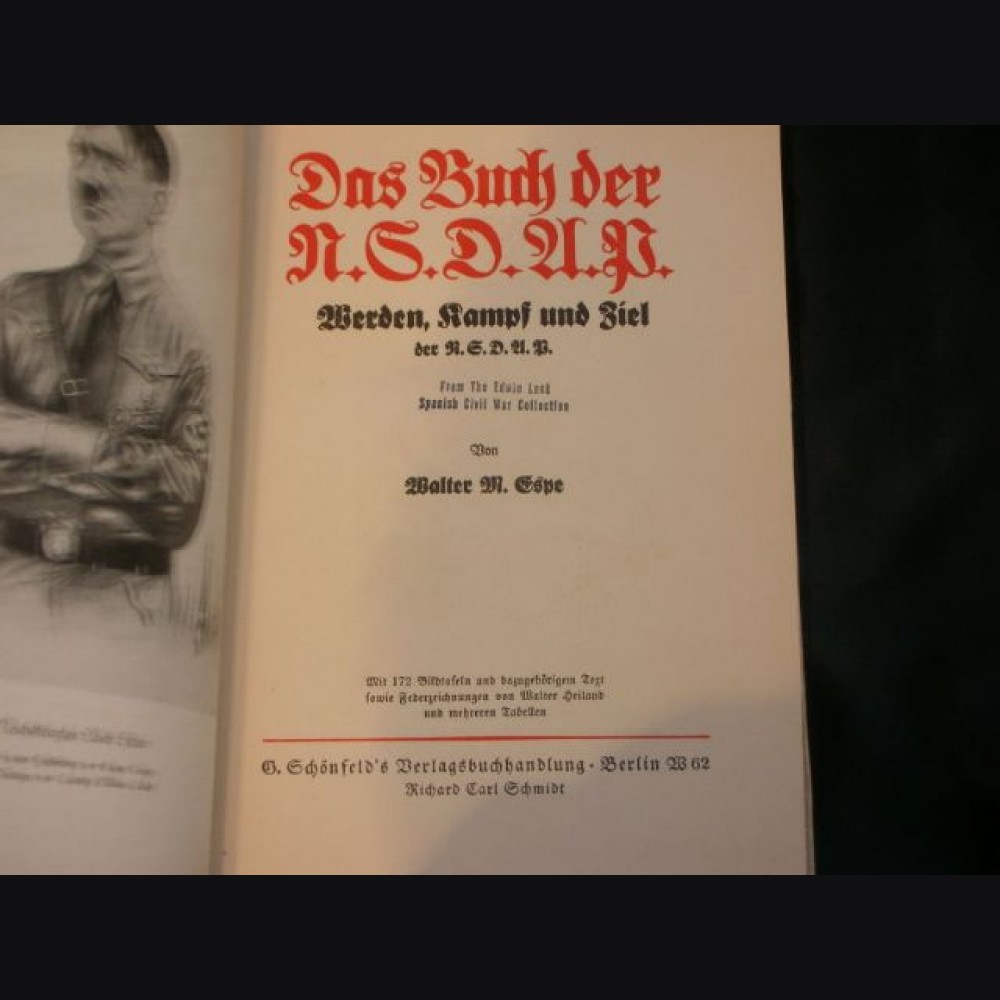 Das Buch der
N.S.D.A.P.
Werden, Kampf und Ziel
der N.S.D.A.P.
From The Edwin
Spanish Civil War Collection
Von
Walter M. Espe
Mit 172 Bildtafeln und dazugehörigem Text
sowie Federzeichnungen von Walter Heiland
und mehreren Tabellen
G. Schönfeld's Verlagsbuchhandlung · Berlin W 62
Richard Carl Schmidt